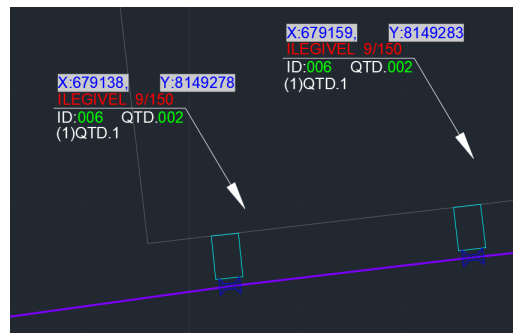 X:679159, Y:8149283
ILEGIVEL 9/150
ID:006 QTD.002
(1)QTD.1
X:679138, Y:8149278
ILEGIVEL 9/150
ID:006 QTD.002
(1)QTD.1